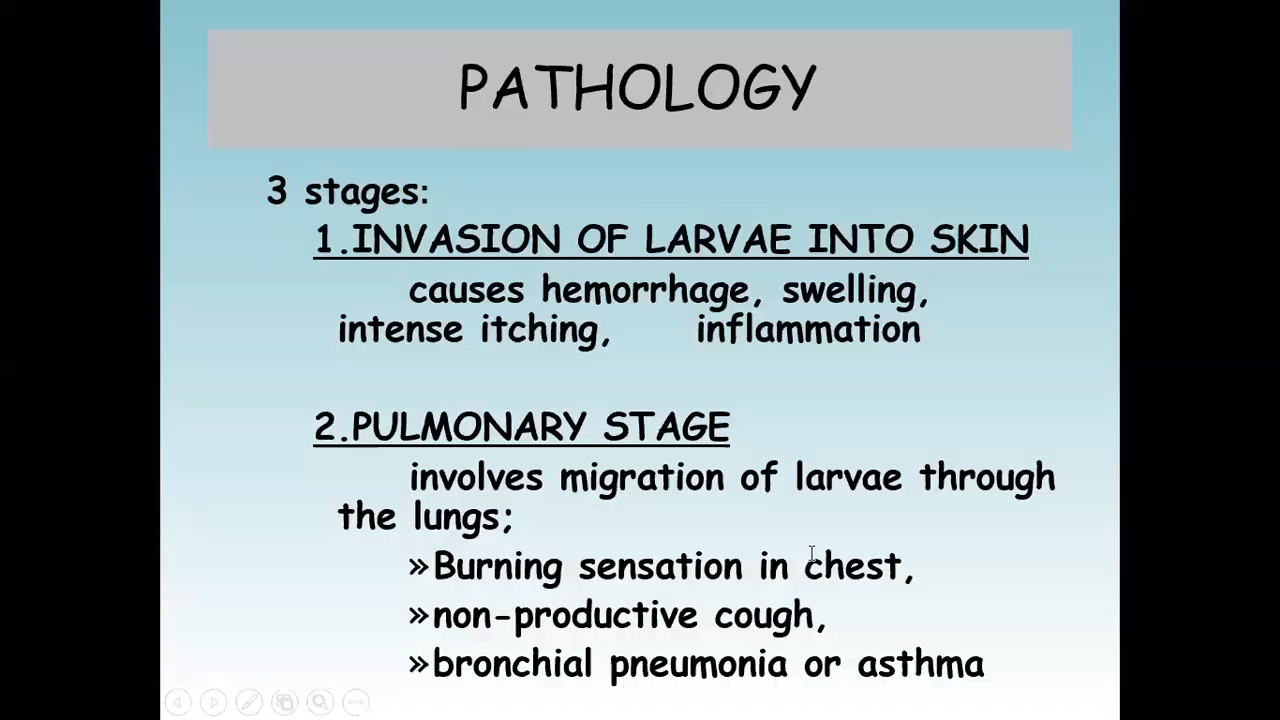 PATHOLOGY
3 stages:
1.INVASION OF LARVAE INTO SKIN
causes hemorrhage, swelling,
intense itching, inflammation
2.PULMONARY STAGE
involves migration of larvae through
the lungs;
»Burning sensation in chest,
»non-productive cough,
»bronchial pneumonia or asthma